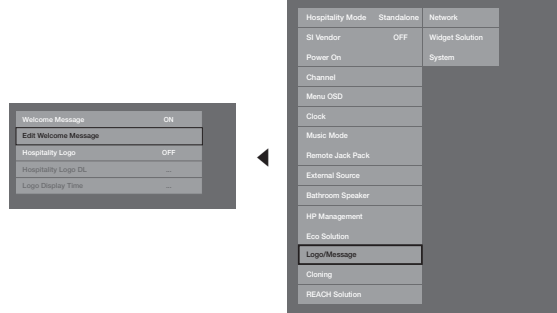 Welcome Message ON
Edit Welcome Message
Hospitality Logo OFF
Hospitality Logo DL ...
Logo Display Time ...
Hospitality Mode Standalone Network
SI Vendor OFF Widget Solution
Power On System
Channel
Menu OSD
Clock
Music Mode
Remote Jack Pack
External Source
Bathroom Speaker
HP Management
Eco Solution
Logo/Message
Cloning
REACH Solution